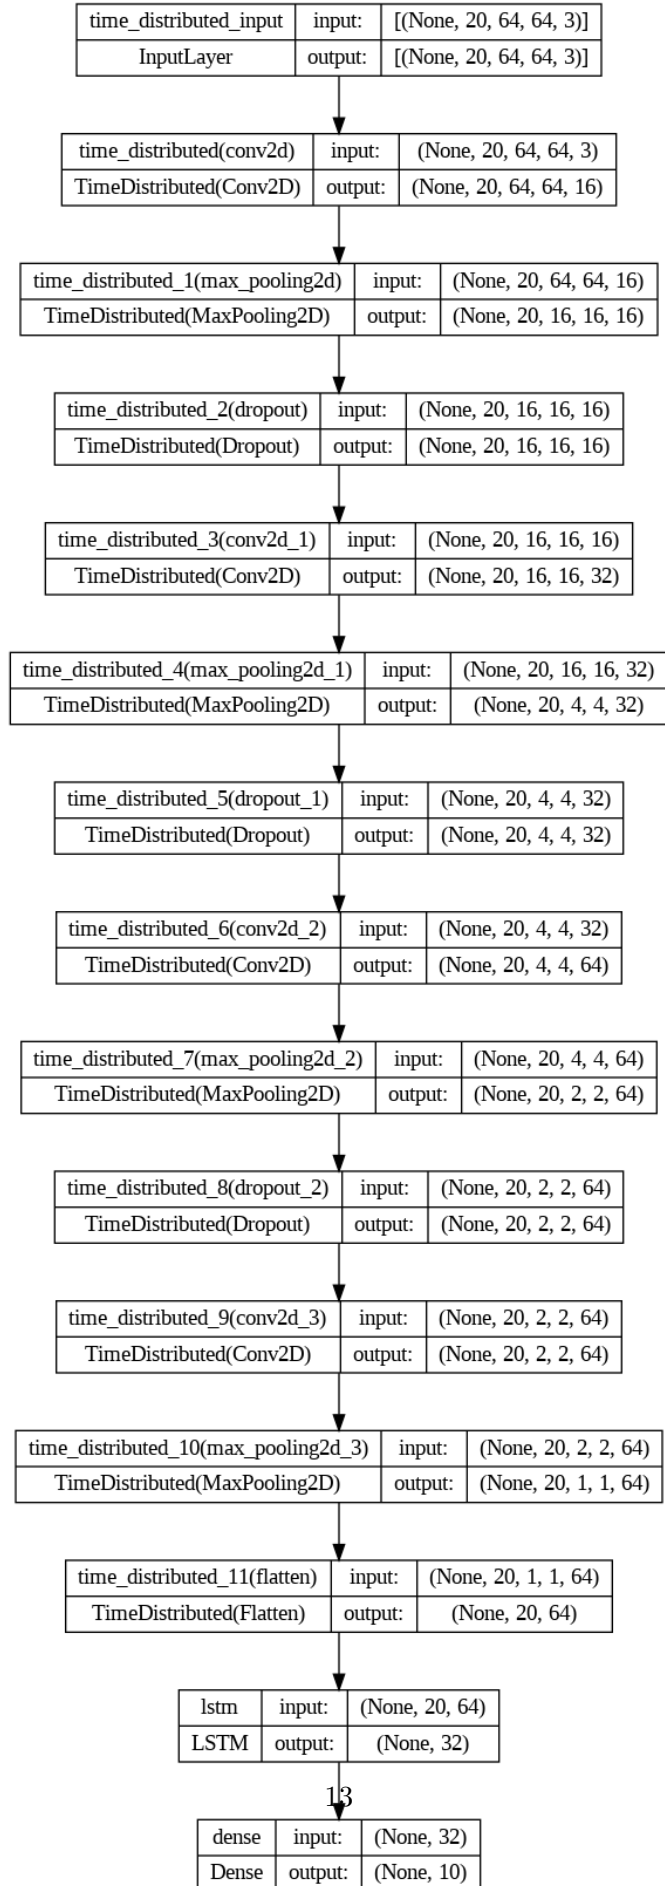 time_distributed_input input: [(None, 20, 64, 64, 3)]
InputLayer output: [(None, 20, 64, 64, 3)]
time_distributed(conv2d) input: (None, 20, 64, 64, 3)
TimeDistributed(Conv2D) output: (None, 20, 64, 64, 16)
time_distributed_1(max_pooling2d) input: (None, 20, 64, 64, 16)
TimeDistributed(MaxPooling2D) output: (None, 20, 16, 16, 16)
time_distributed_2(dropout) input: (None, 20, 16, 16, 16)
TimeDistributed(Dropout) output: (None, 20, 16, 16, 16)
time_distributed_3(conv2d_1) input: (None, 20, 16, 16, 16)
TimeDistributed(Conv2D) output: (None, 20, 16, 16, 32)
time_distributed_4(max_pooling2d_1) input: (None, 20, 16, 16, 32)
TimeDistributed(MaxPooling2D) output: (None, 20, 4, 4, 32)
time_distributed_5(dropout_1) input: (None, 20, 4, 4, 32)
TimeDistributed(Dropout) output: (None, 20, 4, 4, 32)
time_distributed_6(conv2d_2) input: (None, 20, 4, 4, 32)
TimeDistributed(Conv2D) output: (None, 20, 4, 4, 64)
time_distributed_7(max_pooling2d_2) input: (None, 20, 4, 4, 64)
TimeDistributed(MaxPooling2D) output: (None, 20, 2, 2, 64)
time_distributed_8(dropout_2) input: (None, 20, 2, 2, 64)
TimeDistributed(Dropout) output: (None, 20, 2, 2, 64)
time_distributed_9(conv2d_3) input: (None, 20, 2, 2, 64)
TimeDistributed(Conv2D) output: (None, 20, 2, 2, 64)
time_distributed_10(max_pooling2d_3) input: (None, 20, 2, 2, 64)
TimeDistributed(MaxPooling2D) output: (None, 20, 1, 1, 64)
time_distributed_11(flatten) input: (None, 20, 1, 1, 64)
TimeDistributed(Flatten) output: (None, 20, 64)
lstm input: (None, 20, 64)
LSTM output: (None, 32)
13
dense input: (None, 32)
Dense output: (None, 10)